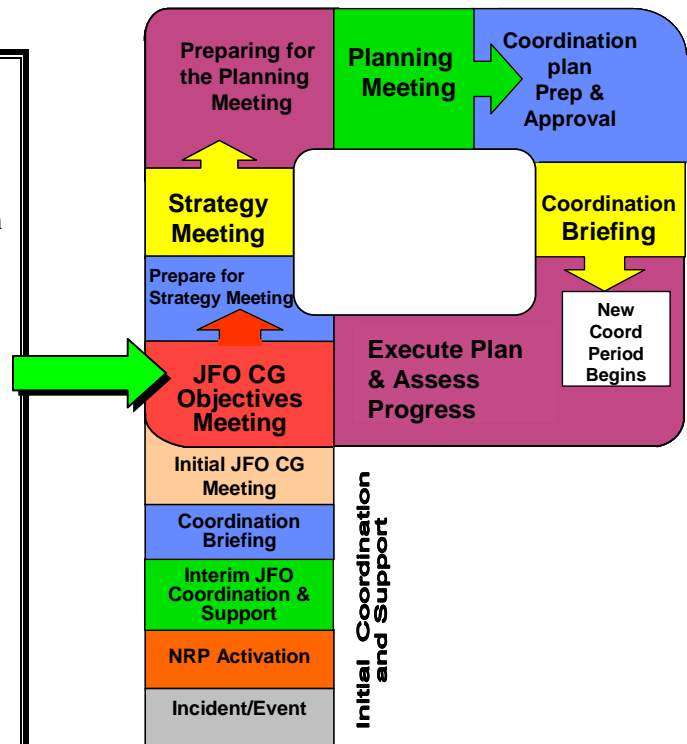 Preparing for
the Planning
Meeting
Planning
Meeting
Coordination
plan
Prep &
Approval
Strategy
Meeting
Coordination
Briefing
Prepare for
Strategy Meeting
New
Coord
Period
Begins
Execute Plan
& Assess
Progress
JFO CG
Objectives
Meeting
Initial JFO CG
Meeting
Coordination
Briefing
Interim JFO
Coordination &
Support
NRP Activation
Incident/Event
Initial Coordination
and Support